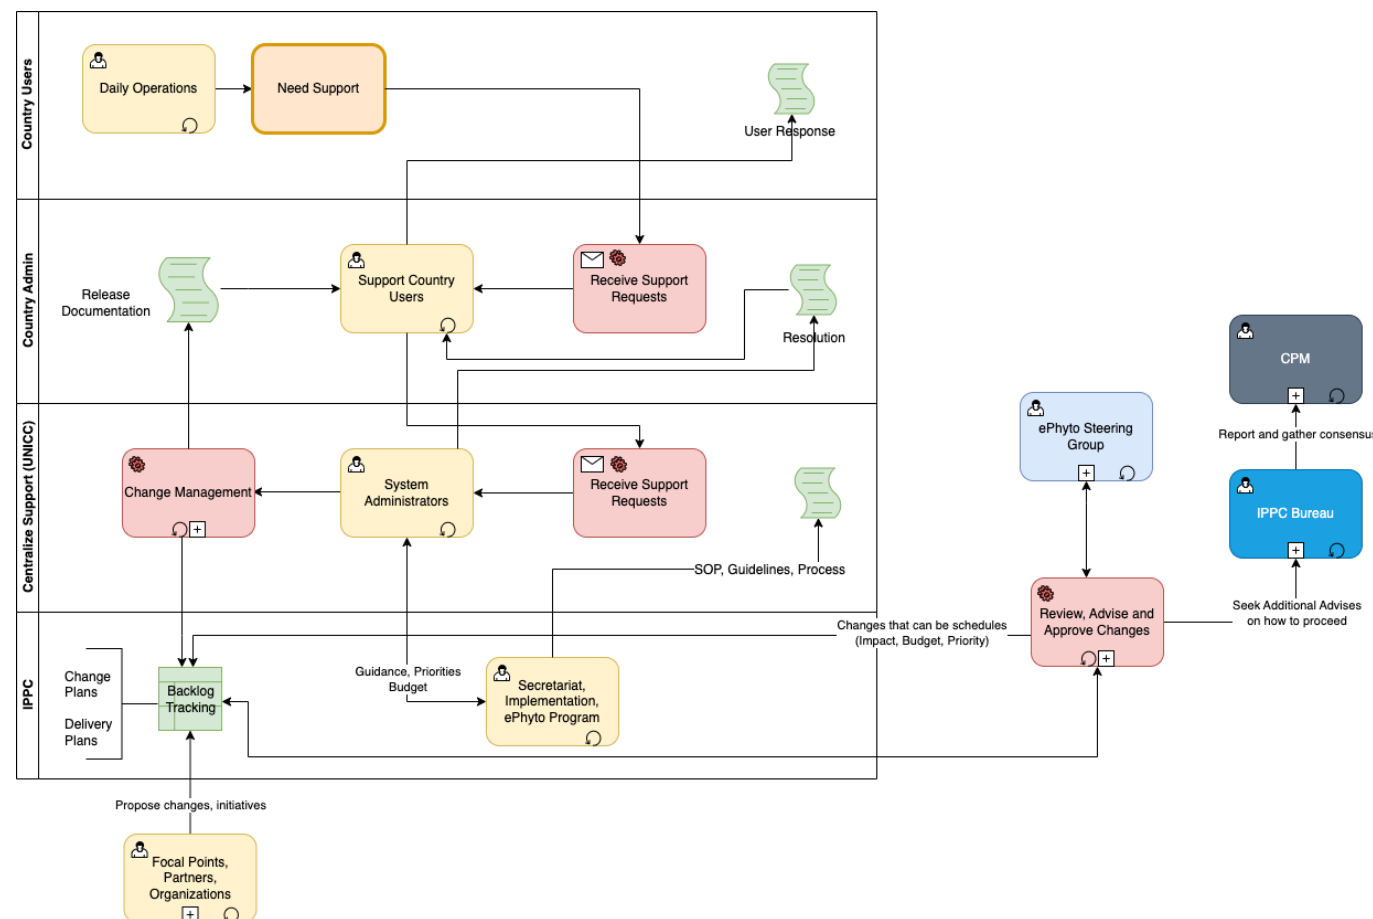 Country Users
Daily Operations
Need Support
User Response
Country Admin
Release
Documentation
Support Country
Users
Receive Support
Requests
Resolution
CPM
Report and gather consensus
ePhyto Steering
Group
Centralize Support (UNICC)
Change Management
System
Administrators
Receive Support
Requests
IPPC Bureau
SOP, Guidelines, Process
Seek Additional Advises
on how to proceed
Review, Advise and
Approve Changes
Changes that can be schedules
(Impact, Budget, Priority)
IPPC
Change
Plans
Delivery
Plans
Backlog
Tracking
Guidance, Priorities
Budget
Secretariat,
Implementation,
ePhyto Program
Propose changes, initiatives
Focal Points,
Partners,
Organizations